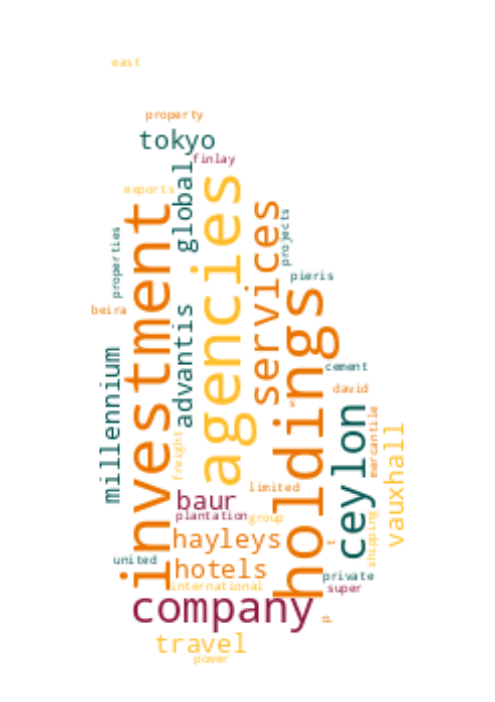 east
property
tokyo
finlay
exports
global
agencies
investment
services
projects
properties
pieris
beira
holdings
advantis
millennium
cement
david
s
ceylon
mercantile
vauxhall
freight
limited
baur
plantation
group
shipping
hayleys
t
united
hotels
private
international
super
company
p
travel
power